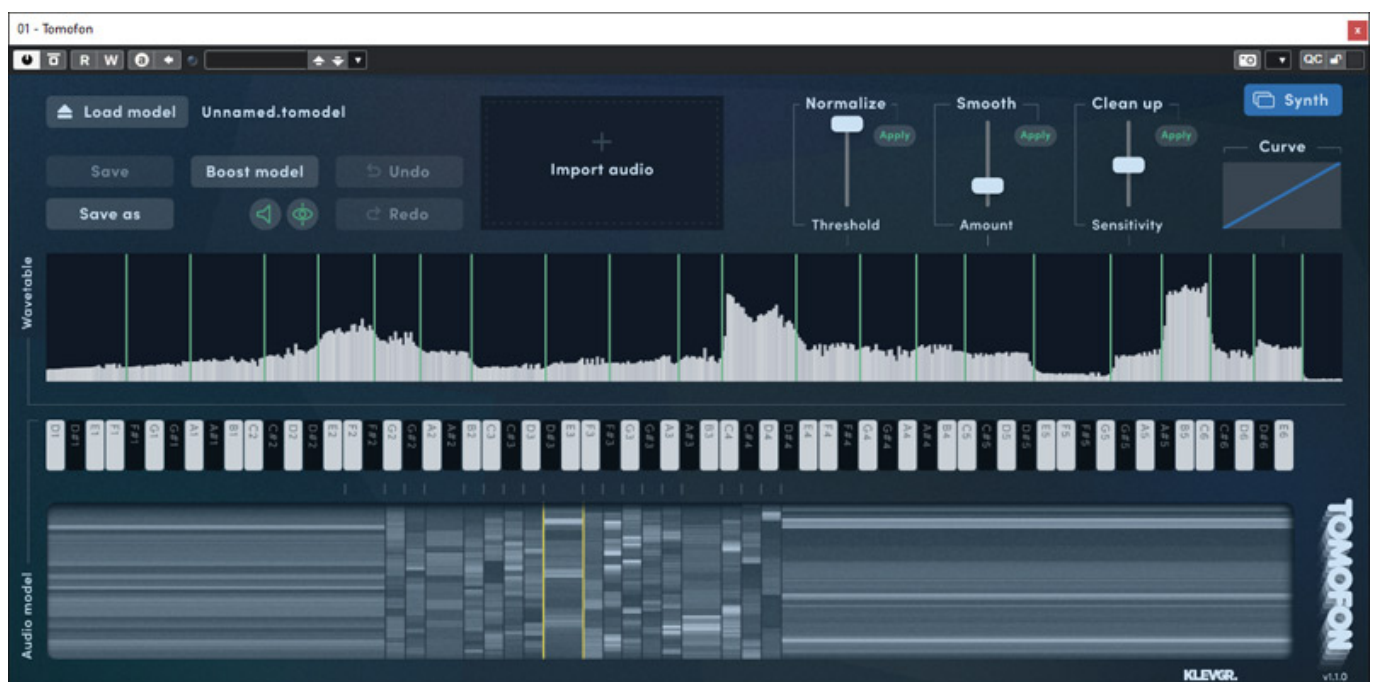 01 - Tomofon
x
R W a QC
Load model Unnamed.tomodel
Save Boost model Undo
Save as Redo
+
Import audio
Normalize Smooth Clean up
Apply Apply Apply
Threshold Amount Sensitivity
Synth
Curve
Wavetable
D1 D#1 E1 F1 F#1 G1 G#1 A1 A#1 B1 C2 C#2 D2 D#2 E2 F2 F#2 G2 G#2 A2 A#2 B2 C3 C#3 D3 D#3 E3 F3 F#3 G3 G#3 A3 A#3 B3 C4 C#4 D4 D#4 E4 F4 F#4 G4 G#4 A4 A#4 B4 C5 C#5 D5 D#5 E5 F5 F#5 G5 G#5 A5 A#5 B5 C6 C#6 D6 D#6 E6
Audio model
TOMOFON
KLEVGR.
v1.1.0